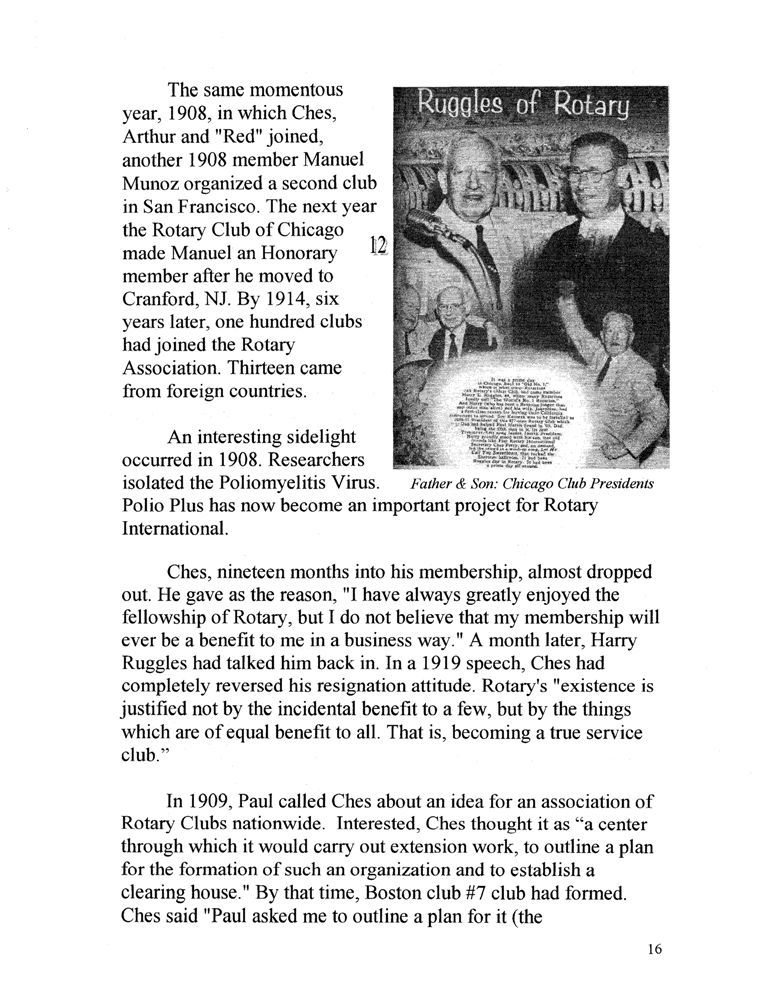 The same momentous
year, 1908, in which Ches,
Arthur and "Red" joined,
another 1908 member Manuel
Munoz organized a second club
in San Francisco. The next year
the Rotary Club of Chicago
made Manuel an Honorary
member after he moved to
Cranford, NJ. By 1914, six
years later, one hundred clubs
had joined the Rotary
Association. Thirteen came
from foreign countries.
12
Ruggles of Rotary
It was a prime day
in Chicago, back to "Old No. 1,"
Father & Son: Chicago Club Presidents
An interesting sidelight
occurred in 1908. Researchers
isolated the Poliomyelitis Virus.
Polio Plus has now become an important project for Rotary
International.
Ches, nineteen months into his membership, almost dropped
out. He gave as the reason, "I have always greatly enjoyed the
fellowship of Rotary, but I do not believe that my membership will
ever be a benefit to me in a business way." A month later, Harry
Ruggles had talked him back in. In a 1919 speech, Ches had
completely reversed his resignation attitude. Rotary's "existence is
justified not by the incidental benefit to a few, but by the things
which are of equal benefit to all. That is, becoming a true service
club.”
In 1909, Paul called Ches about an idea for an association of
Rotary Clubs nationwide.  Interested, Ches thought it as “a center
through which it would carry out extension work, to outline a plan
for the formation of such an organization and to establish a
clearing house." By that time, Boston club #7 club had formed.
Ches said "Paul asked me to outline a plan for it (the
16